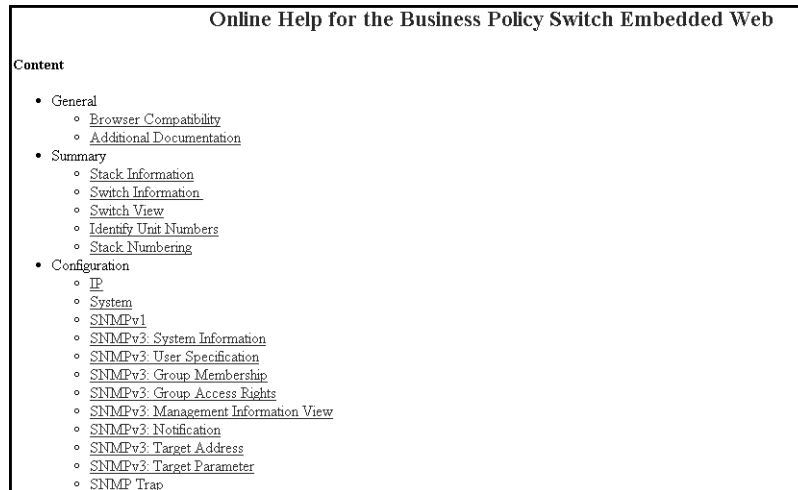 Online Help for the Business Policy Switch Embedded Web
Content
General
Browser Compatibility
Additional Documentation
Summary
Stack Information
Switch Information
Switch View
Identify Unit Numbers
Stack Numbering
Configuration
IP
System
SNMPv1
SNMPv3: System Information
SNMPv3: User Specification
SNMPv3: Group Membership
SNMPv3: Group Access Rights
SNMPv3: Management Information View
SNMPv3: Notification
SNMPv3: Target Address
SNMPv3: Target Parameter
SNMP Trap